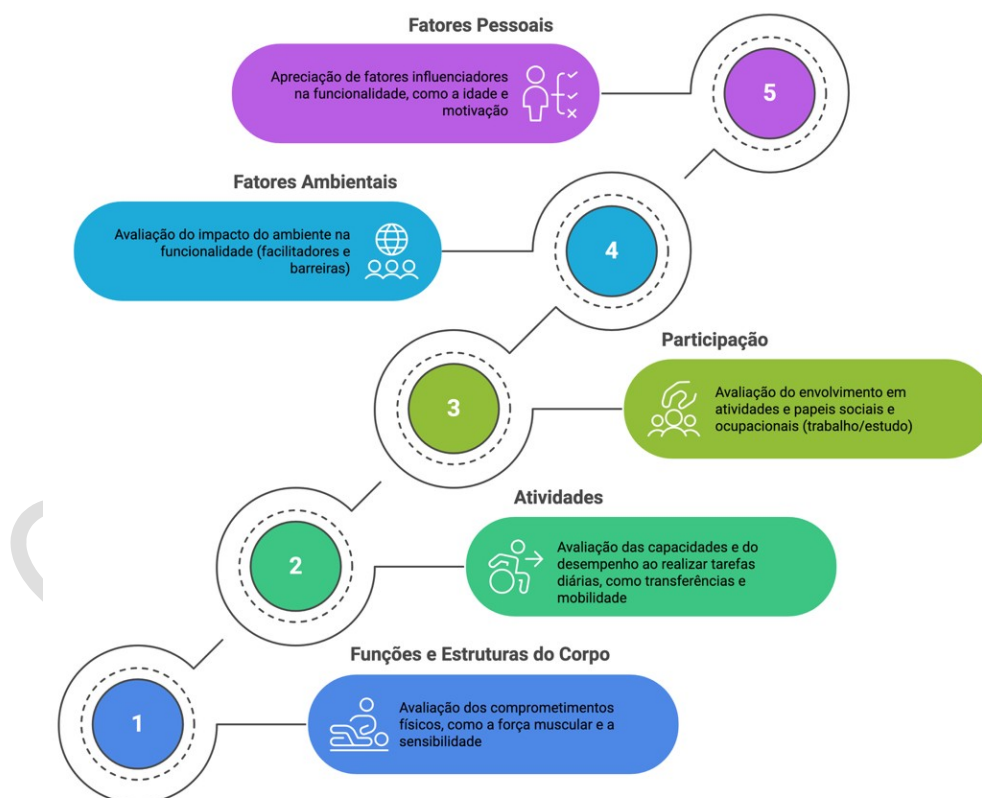 Fatores Pessoais
Apreciação de fatores influenciadores
na funcionalidade, como a idade e
motivação
5
Fatores Ambientais
Avaliação do impacto do ambiente na
funcionalidade (facilitadores e
barreiras)
4
Participação
3
Avaliação do envolvimento em
atividades e papeis sociais e
ocupacionais (trabalho/estudo)
Atividades
2
Avaliação das capacidades e do
desempenho ao realizar tarefas
diárias, como transferências e
mobilidade
Funções e Estruturas do Corpo
1
Avaliação dos comprometimentos
físicos, como a força muscular e a
sensibilidade